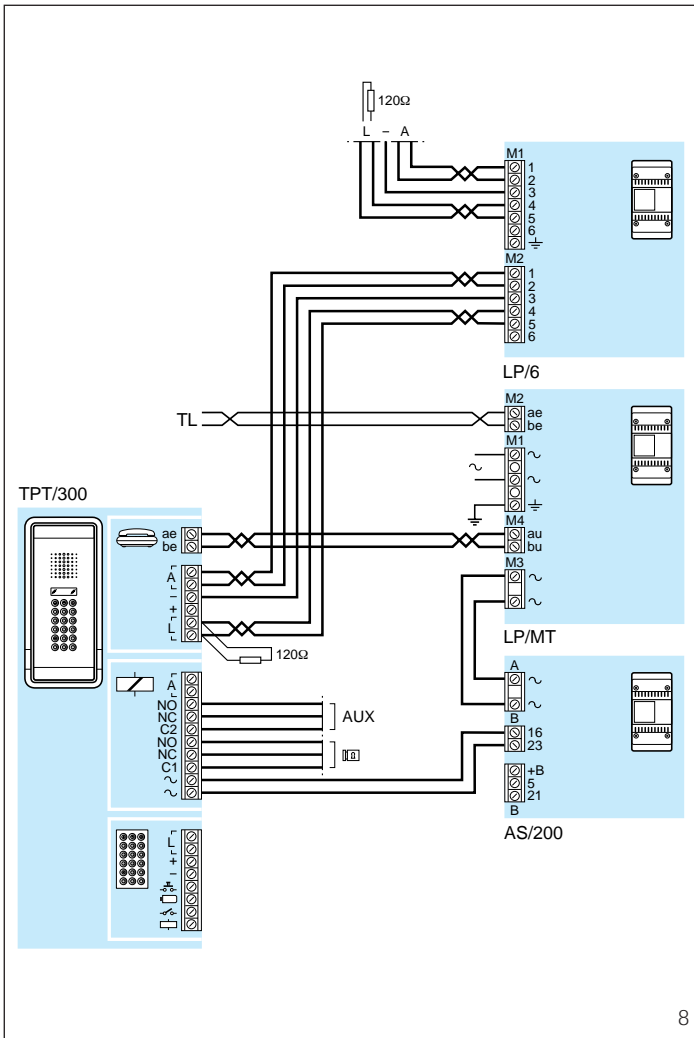 120Ω
L – A
M1
1
2
3
4
5
6
M2
1
2
3
4
5
6
LP/6
M2
TL
ae
be
M1
∼
∼
∼
TPT/300
ae
be
M4
au
bu
A
–
+
L
M3
∼
∼
120Ω
LP/MT
A
A
∼
NO
NC
C2
AUX
∼
B
NO
NC
C1
16
23
∼
∼
+B
5
21
B
AS/200
L
+
–
8